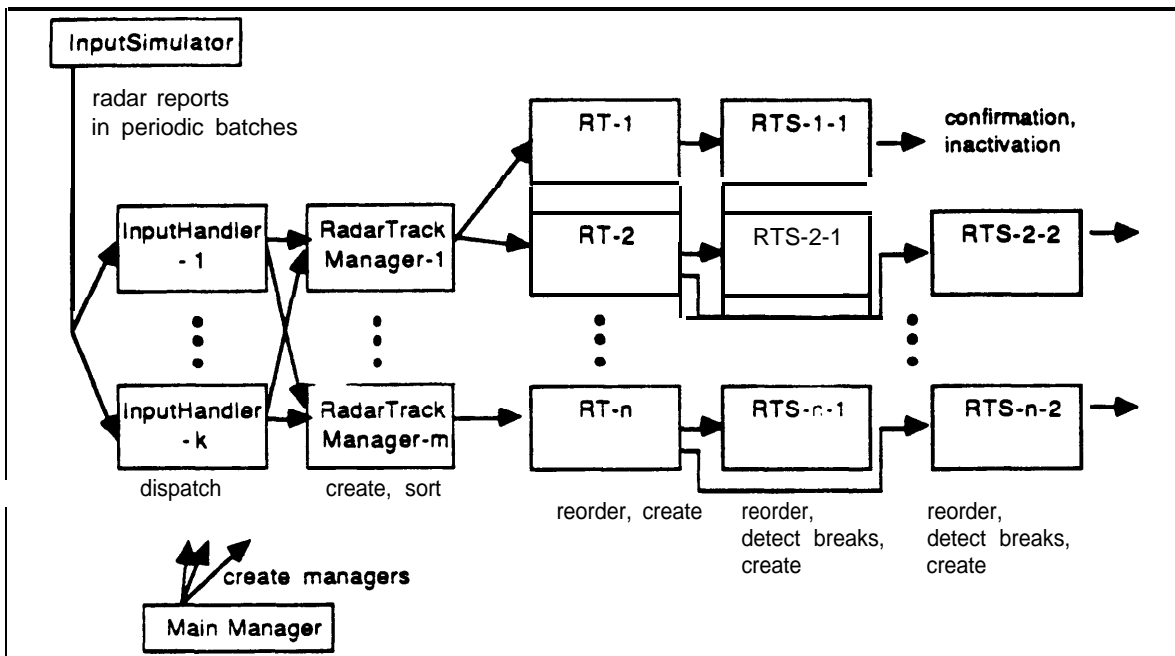 InputSimulator
radar reports
in periodic batches
RT-1
RTS-1-1
confirmation,
inactivation
InputHandler
-1
RadarTrack
Manager-1
RT-2
RTS-2-1
RTS-2-2
InputHandler
-k
RadarTrack
Manager-m
RT-n
RTS-n-1
RTS-n-2
dispatch
create, sort
reorder, create
reorder,
detect breaks,
create
reorder,
detect breaks,
create
create managers
Main Manager